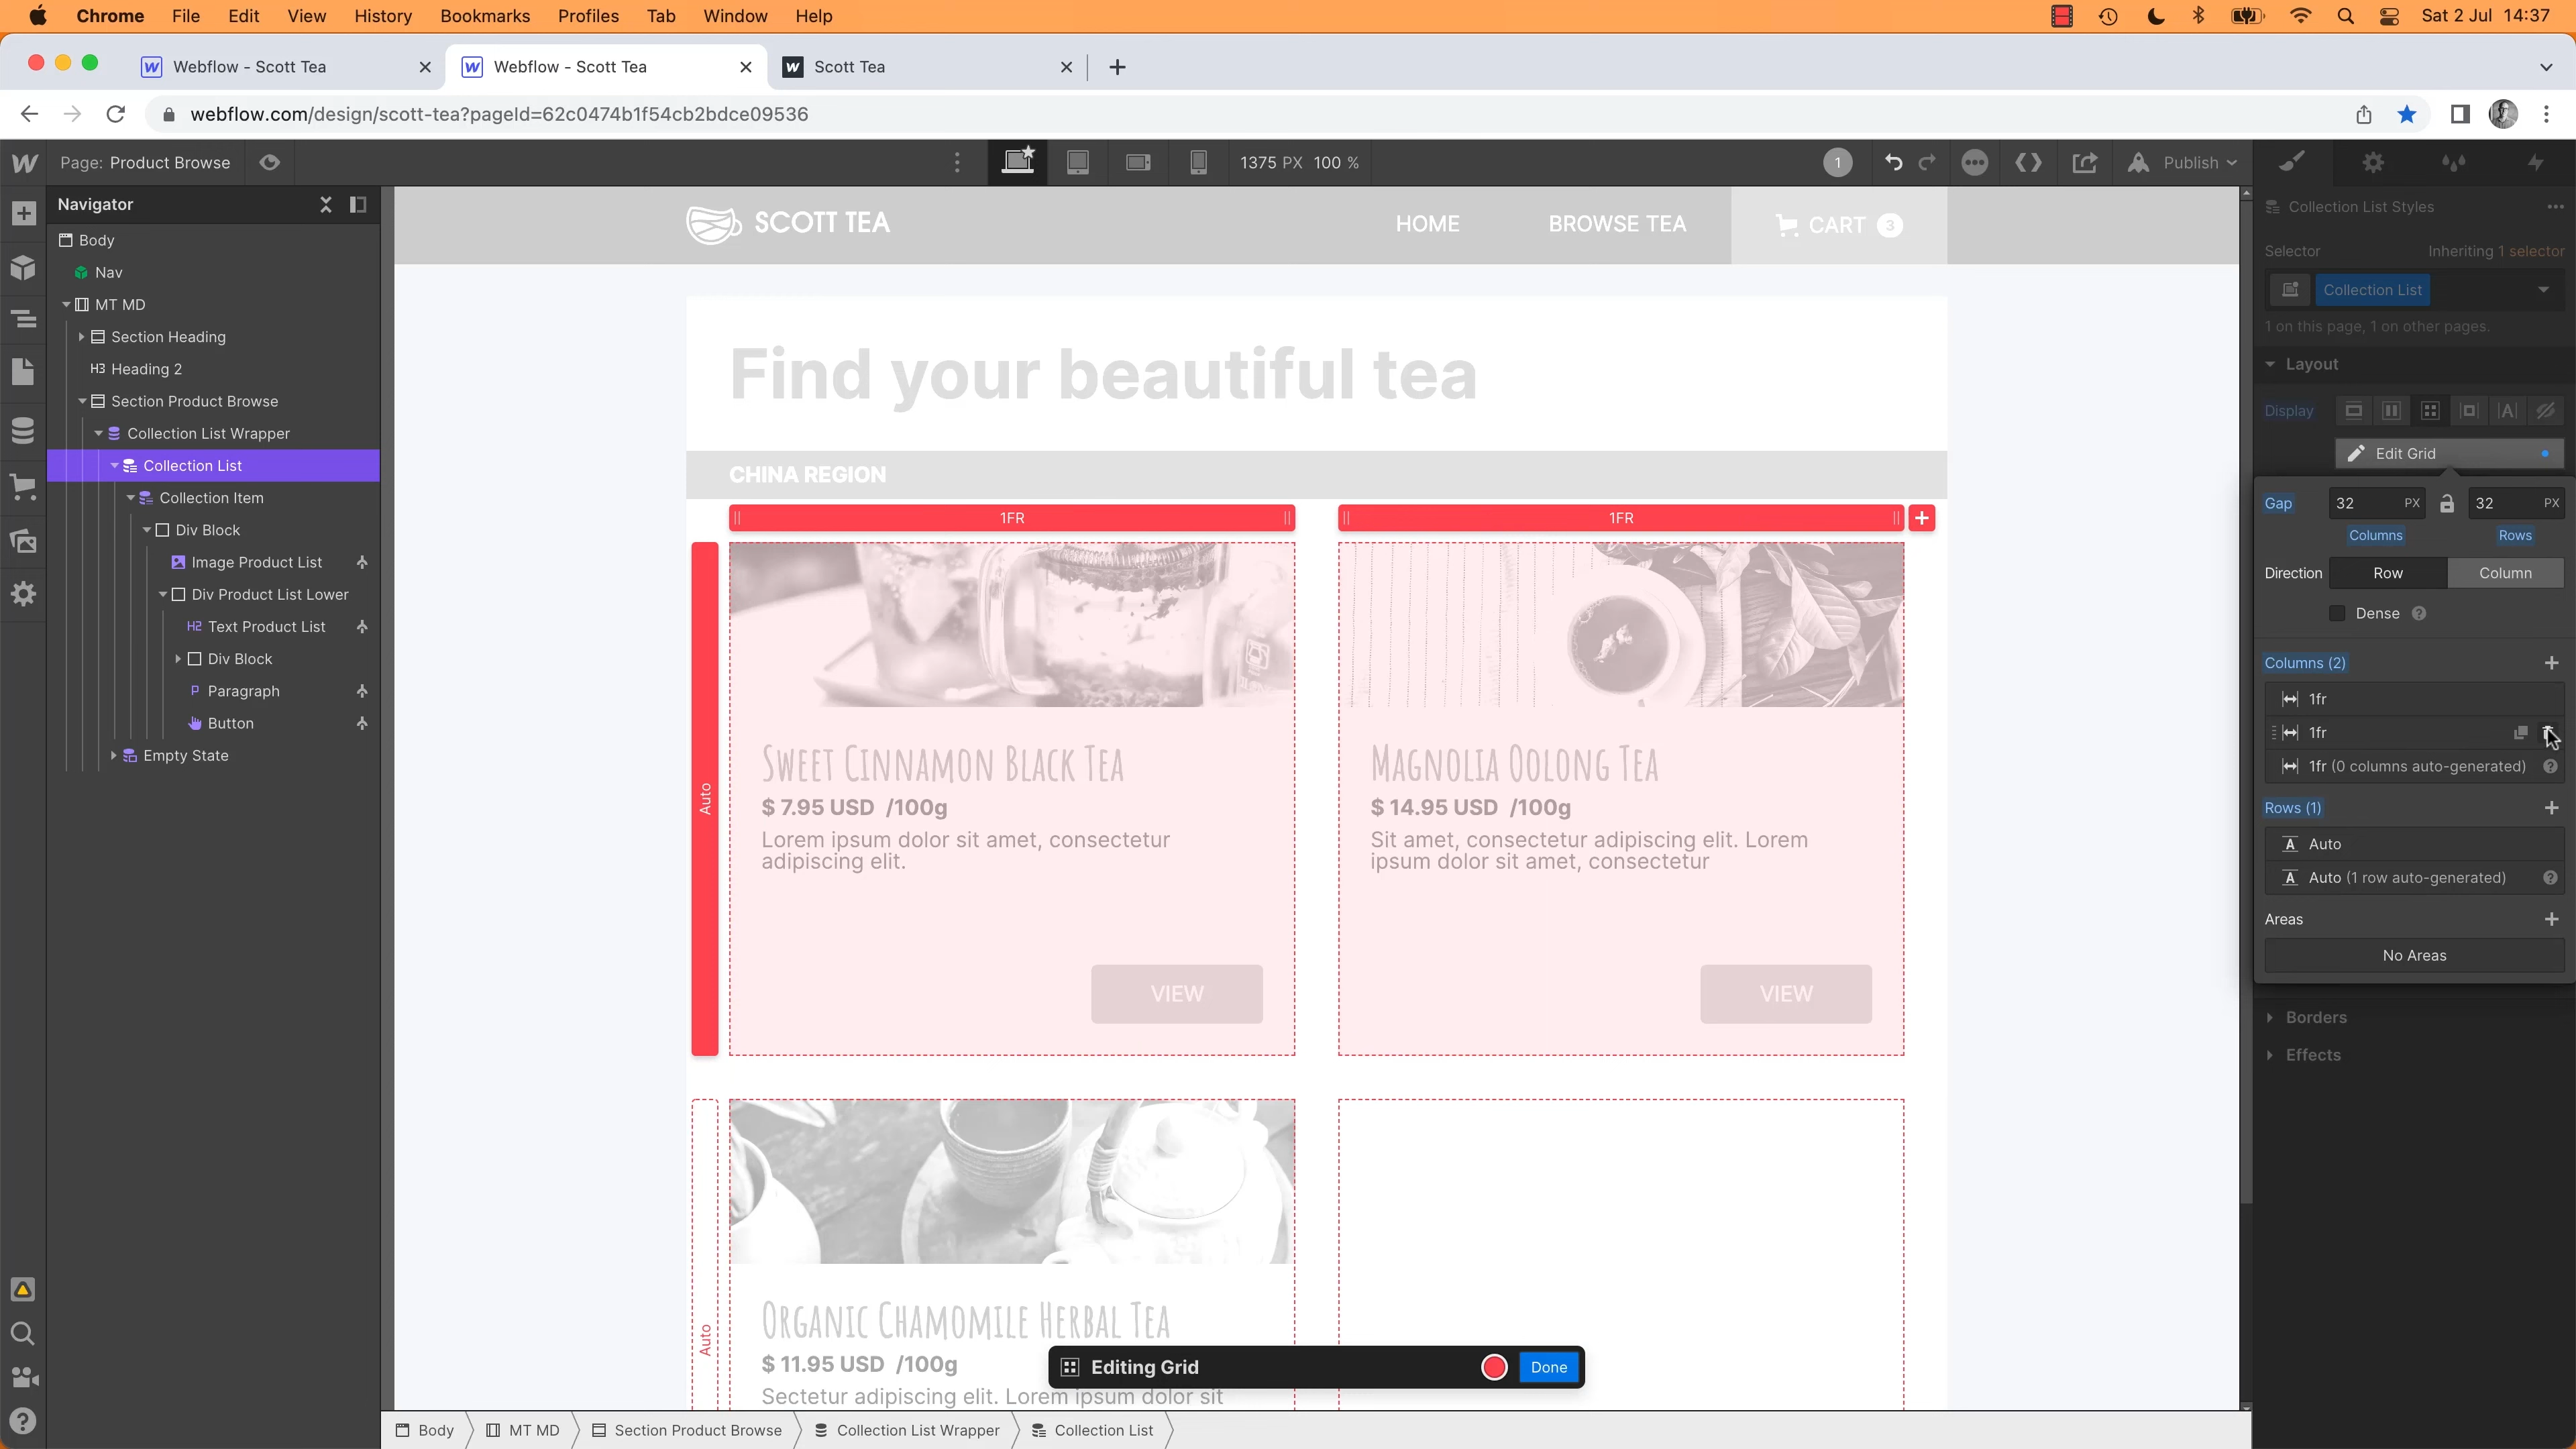 Chrome File Edit View History Bookmarks Profiles Tab Window Help Sat 2 Jul 14:37
Webflow - Scott Tea
Webflow - Scott Tea
Scott Tea
webflow.com/design/scott-tea?pageId=62c0474b1f54cb2bdce09536
Page: Product Browse
1375 PX 100 %
1
Publish
Navigator
Body
Nav
MT MD
Section Heading
H3 Heading 2
Section Product Browse
Collection List Wrapper
Collection List
Collection Item
Div Block
Image Product List
Div Product List Lower
H2 Text Product List
Div Block
P Paragraph
Button
Empty State
SCOTT TEA
HOME
BROWSE TEA
CART 3
Find your beautiful tea
CHINA REGION
1FR
1FR
Auto
SWEET CINNAMON BLACK TEA
$ 7.95 USD /100g
Lorem ipsum dolor sit amet, consectetur
adipiscing elit.
VIEW
MAGNOLIA OOLONG TEA
$ 14.95 USD /100g
Sit amet, consectetur adipiscing elit. Lorem
ipsum dolor sit amet, consectetur
VIEW
Auto
ORGANIC CHAMOMILE HERBAL TEA
$ 11.95 USD /100g
Sectetur adipiscing elit. Lorem ipsum dolor sit
Editing Grid
Done
Body
MT MD
Section Product Browse
Collection List Wrapper
Collection List
Collection List Styles
Selector
Inheriting 1 selector
Collection List
1 on this page, 1 on other pages.
Layout
Display
Edit Grid
Gap
32 PX
32 PX
Columns
Rows
Direction
Row
Column
Dense
Columns (2)
1fr
1fr
1fr (0 columns auto-generated)
Rows (1)
Auto
Auto (1 row auto-generated)
Areas
No Areas
Borders
Effects